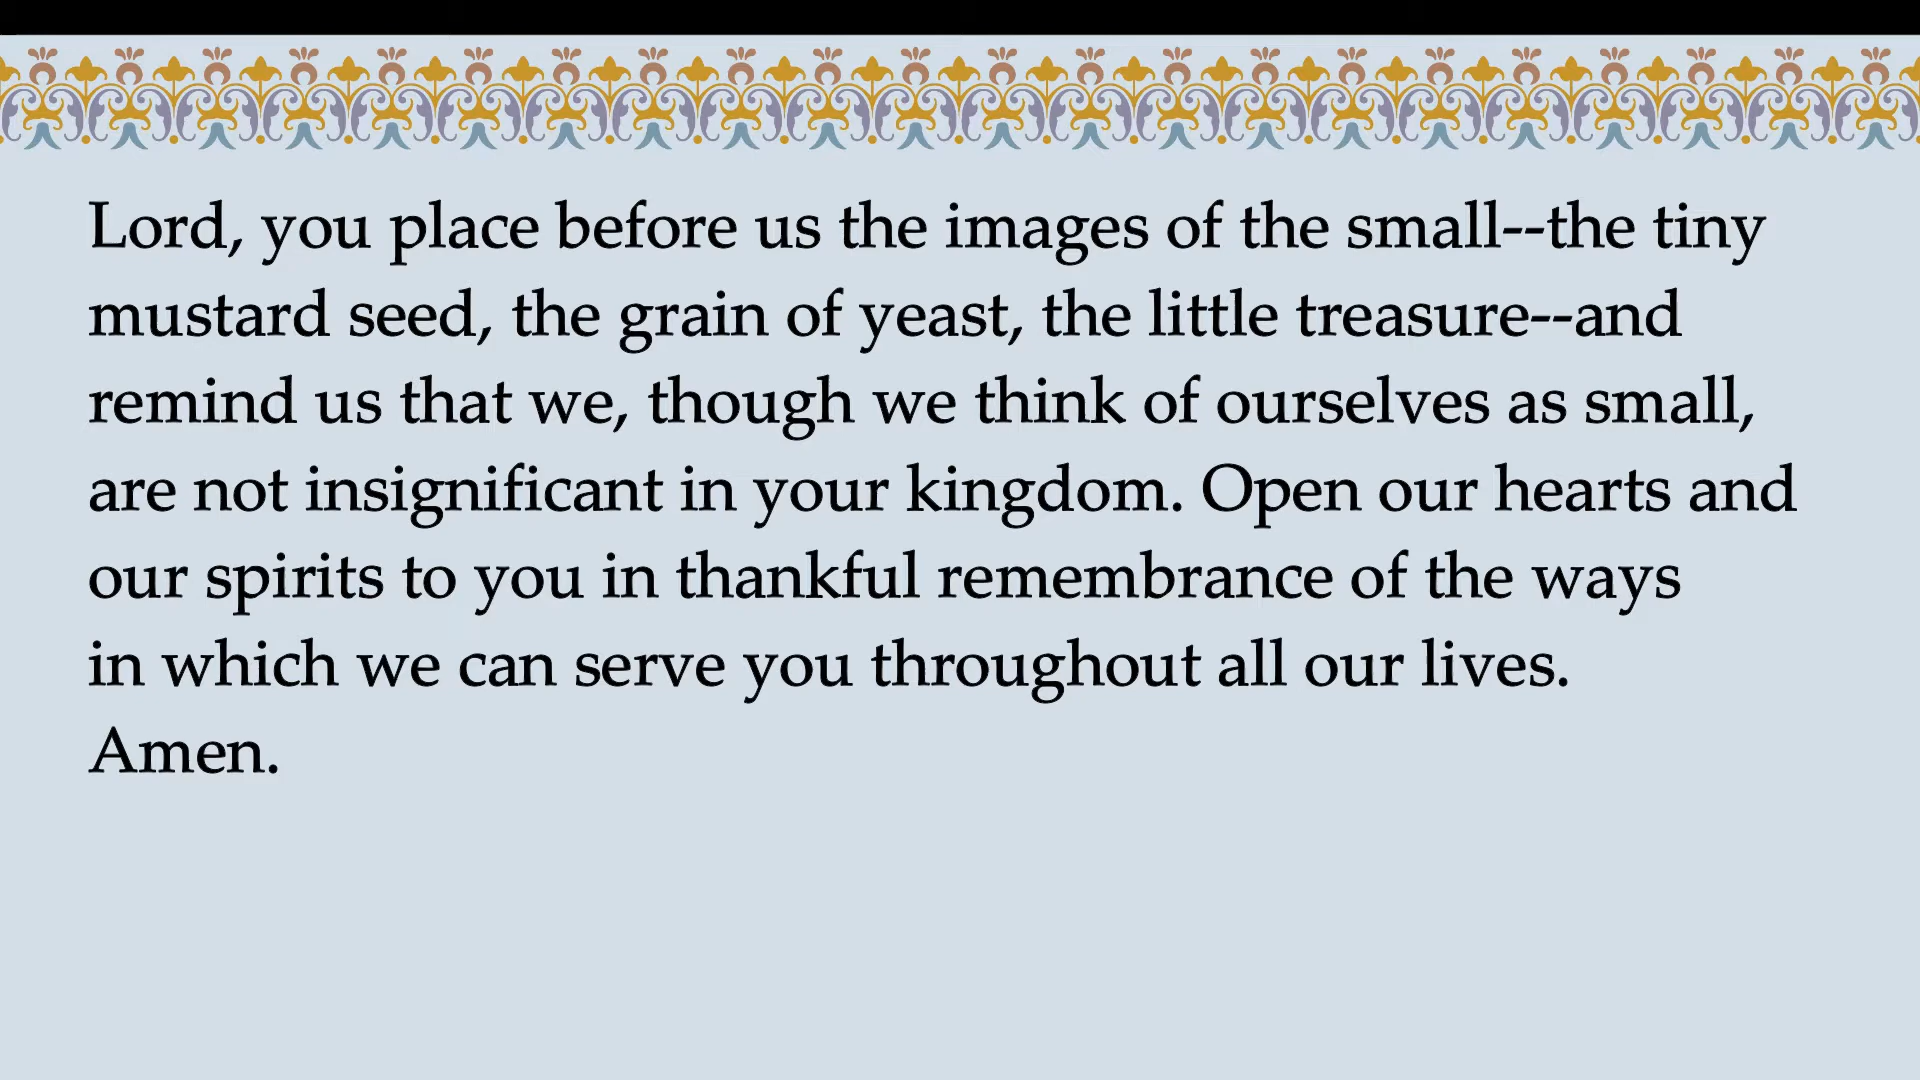 Lord, you place before us the images of the small--the tiny
mustard seed, the grain of yeast, the little treasure--and
remind us that we, though we think of ourselves as small,
are not insignificant in your kingdom. Open our hearts and
our spirits to you in thankful remembrance of the ways
in which we can serve you throughout all our lives.
Amen.